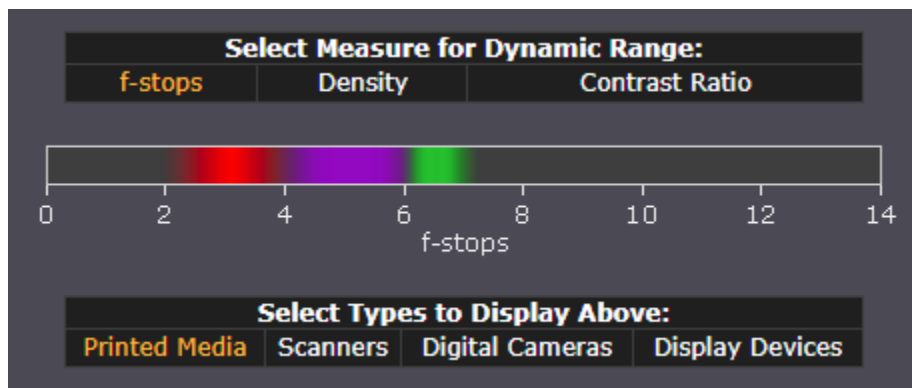 Select Measure for Dynamic Range:
f-stops Density Contrast Ratio
0 2 4 6 8 10 12 14
f-stops
Select Types to Display Above:
Printed Media Scanners Digital Cameras Display Devices